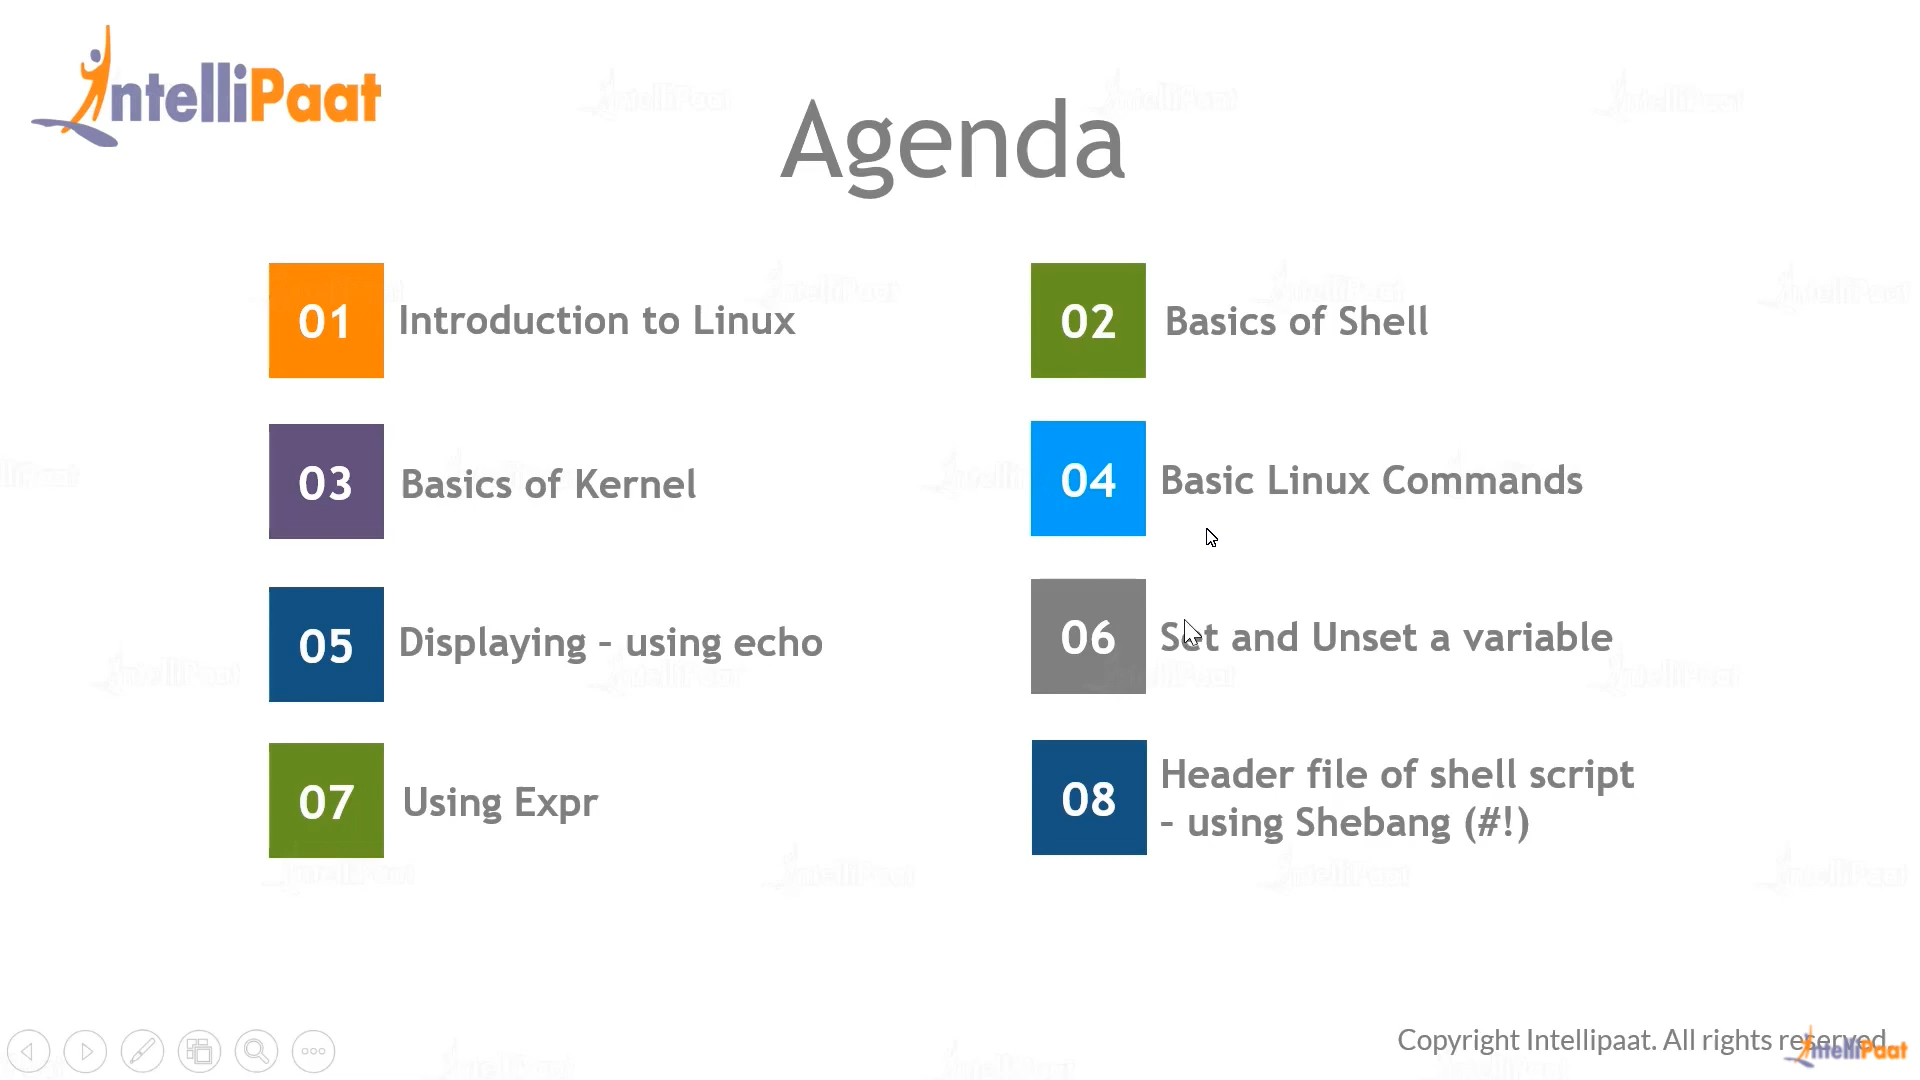 IntelliPaat
Agenda
01 Introduction to Linux
02 Basics of Shell
03 Basics of Kernel
04 Basic Linux Commands
05 Displaying – using echo
06 Set and Unset a variable
07 Using Expr
08 Header file of shell script
– using Shebang (#!)
Copyright Intellipaat. All rights reserved.
IntelliPaat